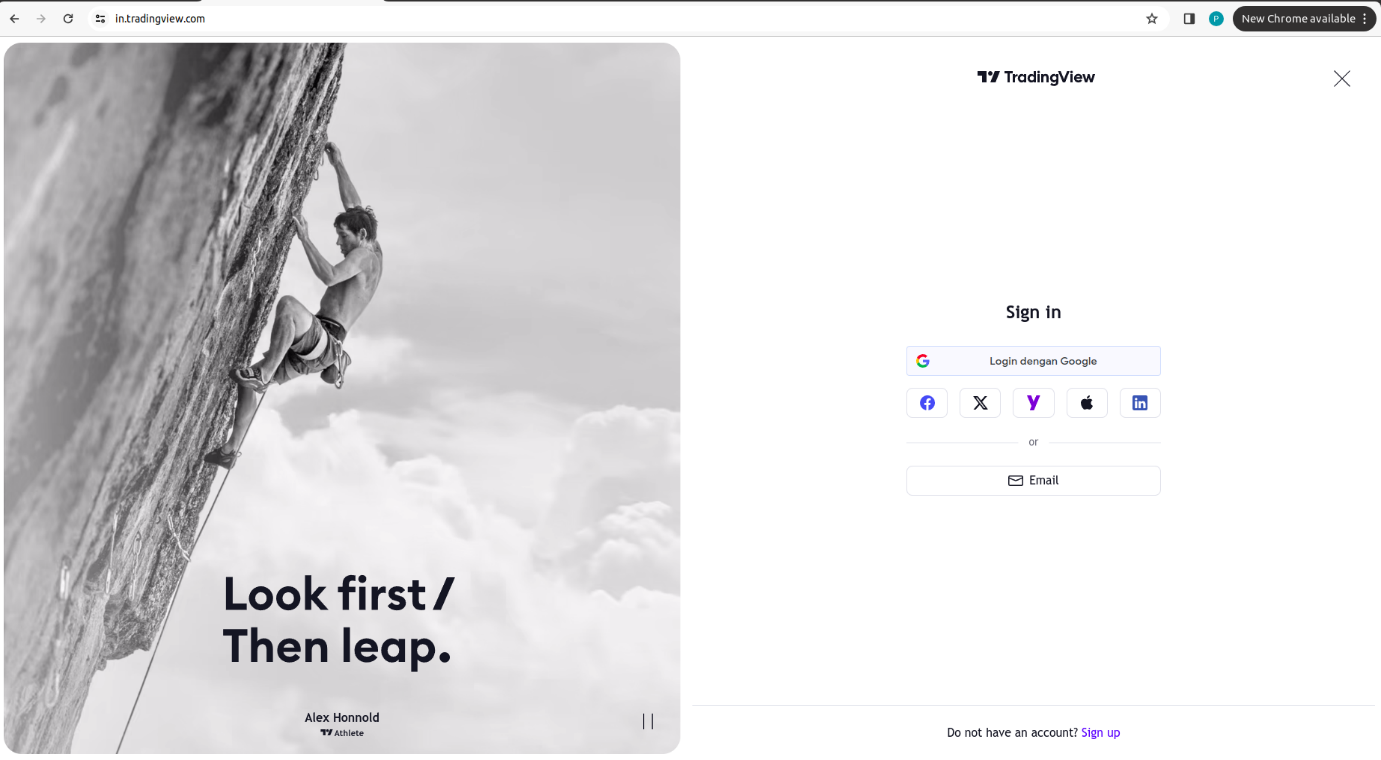 in.tradingview.com
P
New Chrome available
TradingView
Sign in
Login dengan Google
or
Email
Look first/
Then leap.
Alex Honnold
Athlete
Do not have an account? Sign up